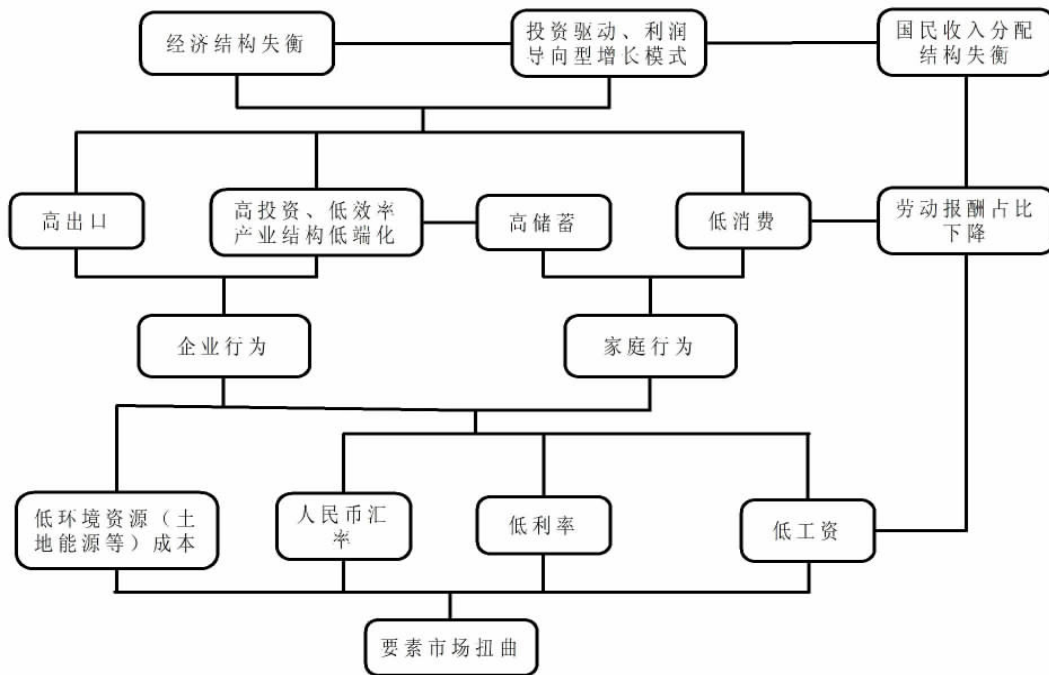 经济结构失衡
投资驱动、利润
导向型增长模式
国民收入分配
结构失衡
高出口
高投资、低效率
产业结构低端化
高储蓄
低消费
劳动报酬占比
下降
企业行为
家庭行为
低环境资源（土
地能源等）成本
人民币汇
率
低利率
低工资
要素市场扭曲